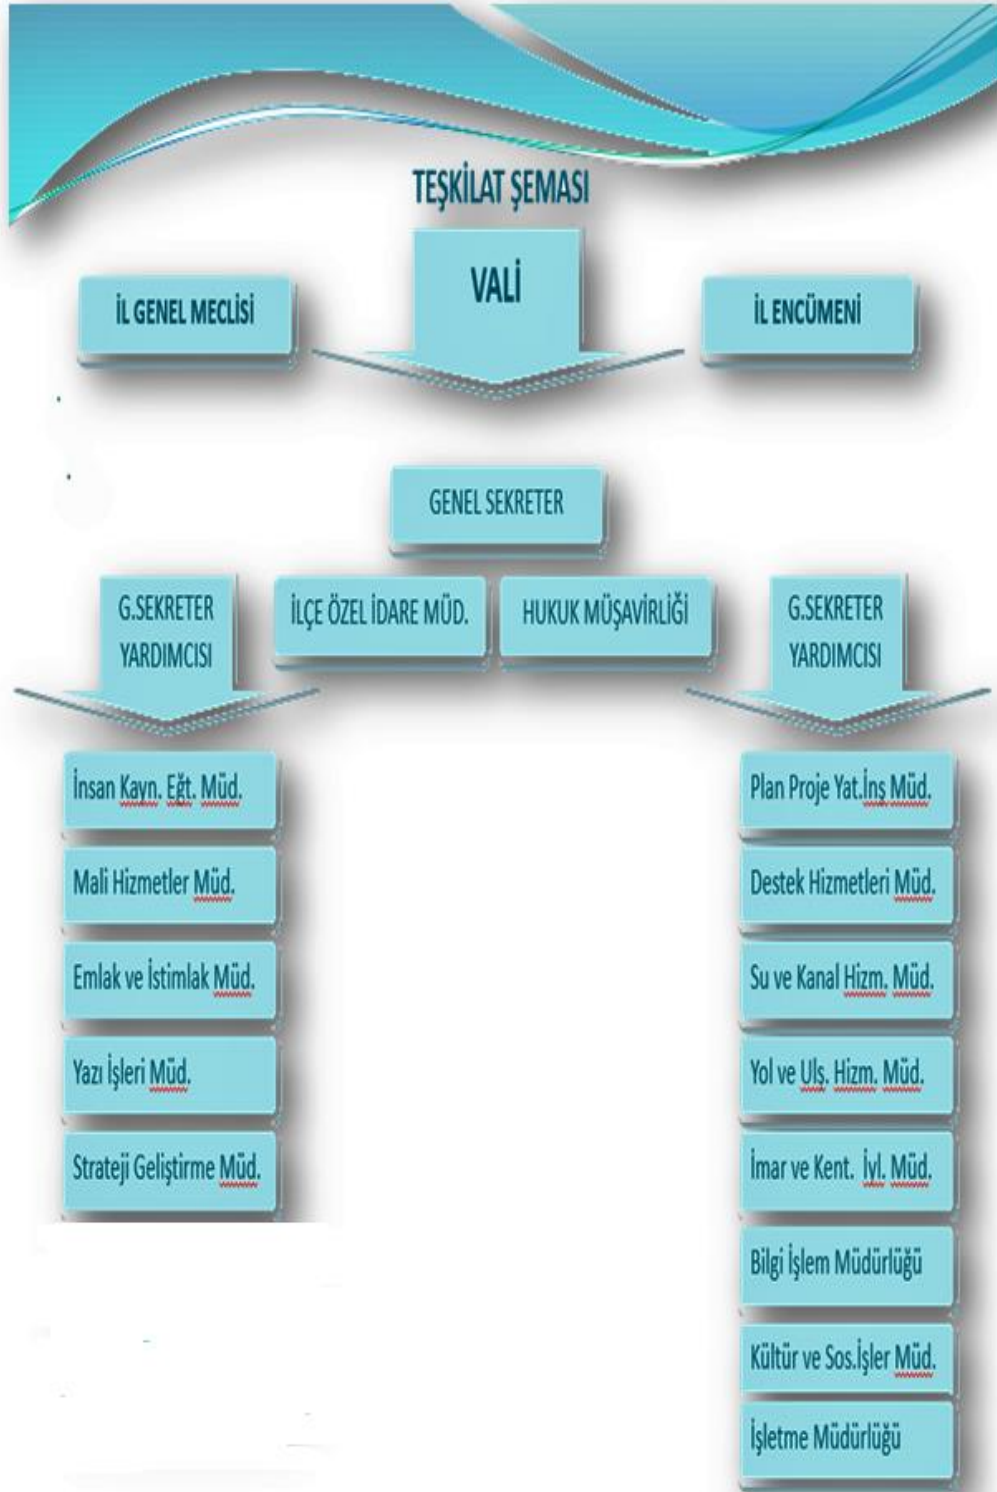 TEŞKİLAT ŞEMASI
İL GENEL MECLİSİ
VALİ
İL ENCÜMENİ
GENEL SEKRETER
G.SEKRETER
YARDIMCISI
İLÇE ÖZEL İDARE MÜD.
HUKUK MÜŞAVİRLİĞİ
G.SEKRETER
YARDIMCISI
İnsan Kayn. Eğt. Müd.
Mali Hizmetler Müd.
Emlak ve İstimlak Müd.
Yazı İşleri Müd.
Strateji Geliştirme Müd.
Plan Proje Yat.İnş Müd.
Destek Hizmetleri Müd.
Su ve Kanal Hizm. Müd.
Yol ve Ulş. Hizm. Müd.
İmar ve Kent. İyl. Müd.
Bilgi İşlem Müdürlüğü
Kültür ve Sos.İşler Müd.
İşletme Müdürlüğü